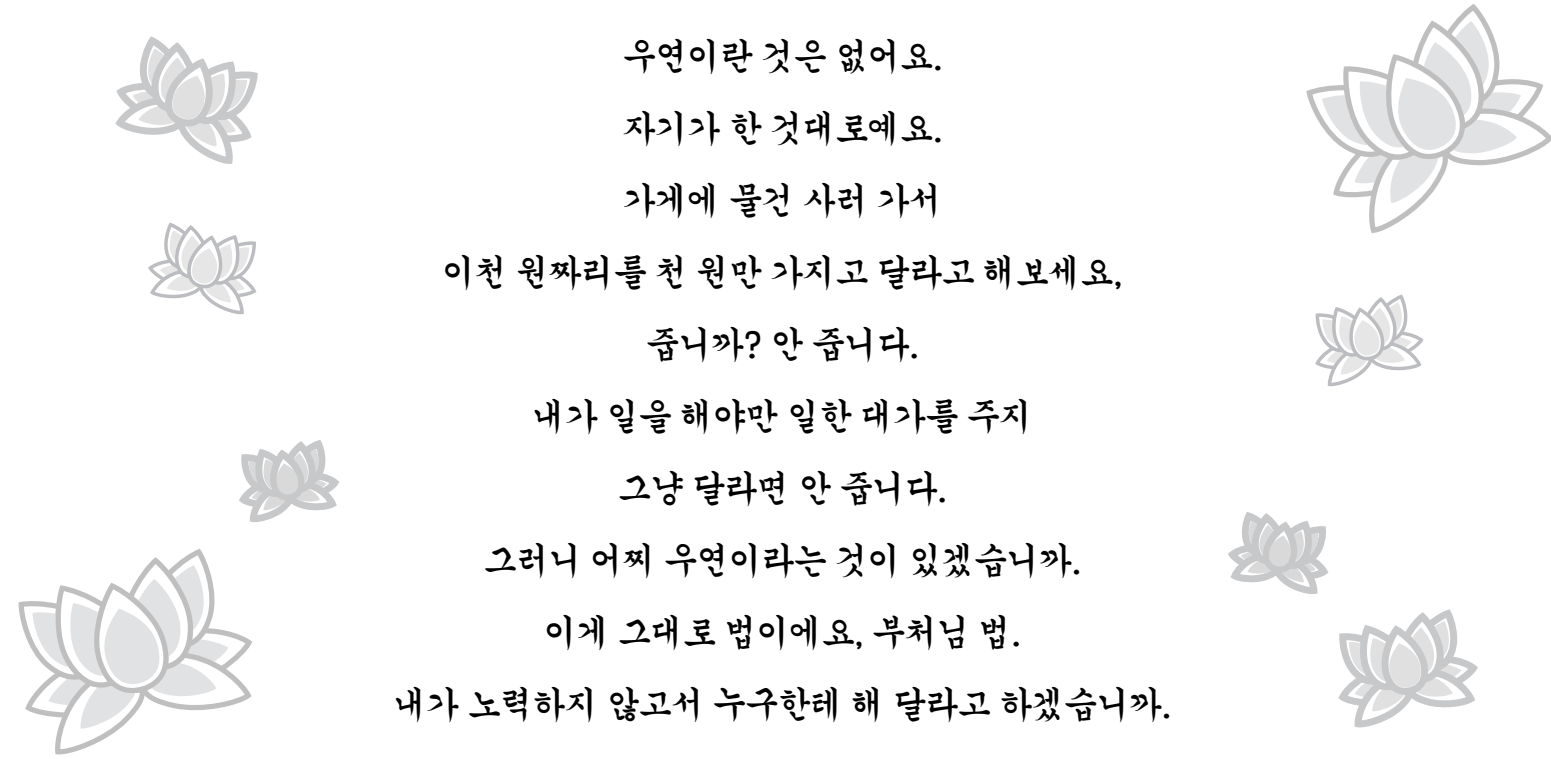 우연이란 것은 없어요.
자기가 한 것대로예요.
가게에 물건 사러 가서
이천 원짜리를 천 원만 가지고 달라고 해보세요,
줍니까? 안 줍니다.
내가 일을 해야만 일한 대가를 주지
그냥 달라면 안 줍니다.
그러니 어찌 우연이라는 것이 있겠습니까.
이게 그대로 법이에요, 부처님 법.
내가 노력하지 않고서 누구한테 해 달라고 하겠습니까.